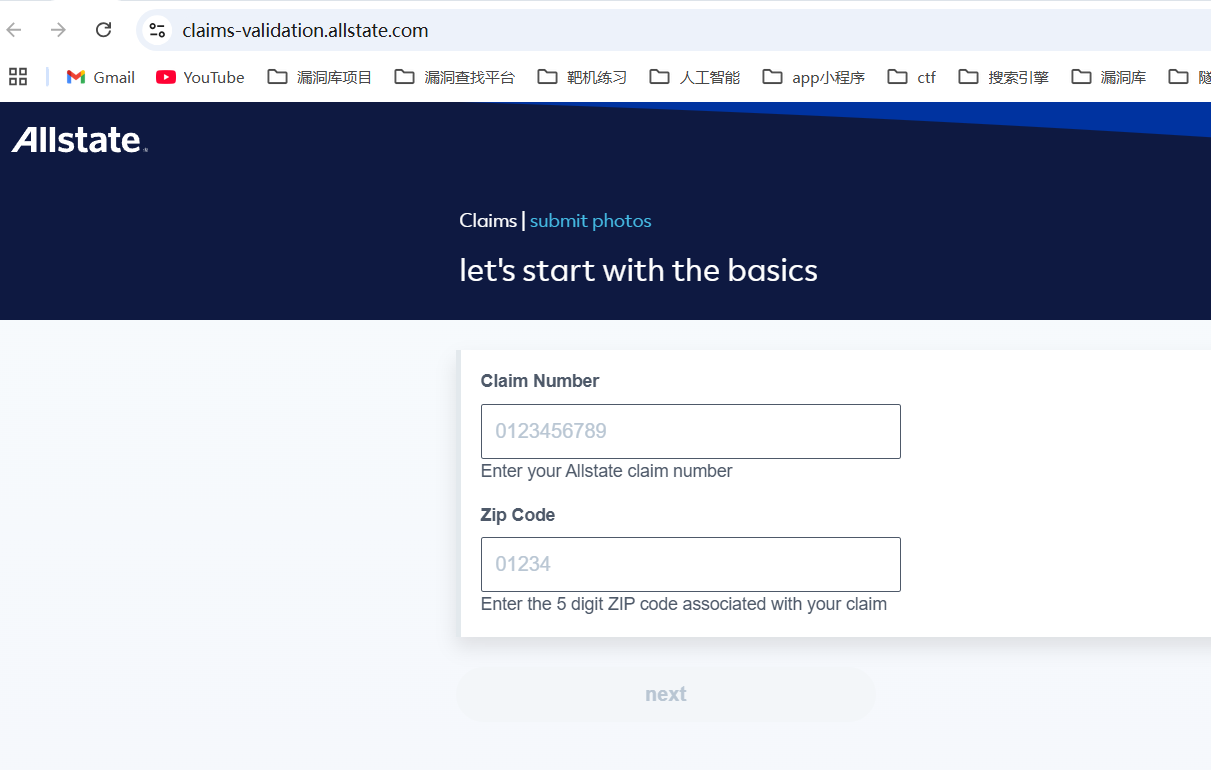 claims-validation.allstate.com
Gmail YouTube 漏洞库项目 漏洞查找平台 靶机练习 人工智能 app小程序 ctf 搜索引擎 漏洞库
Allstate
Claims | submit photos
let's start with the basics
Claim Number
0123456789
Enter your Allstate claim number
Zip Code
01234
Enter the 5 digit ZIP code associated with your claim
next